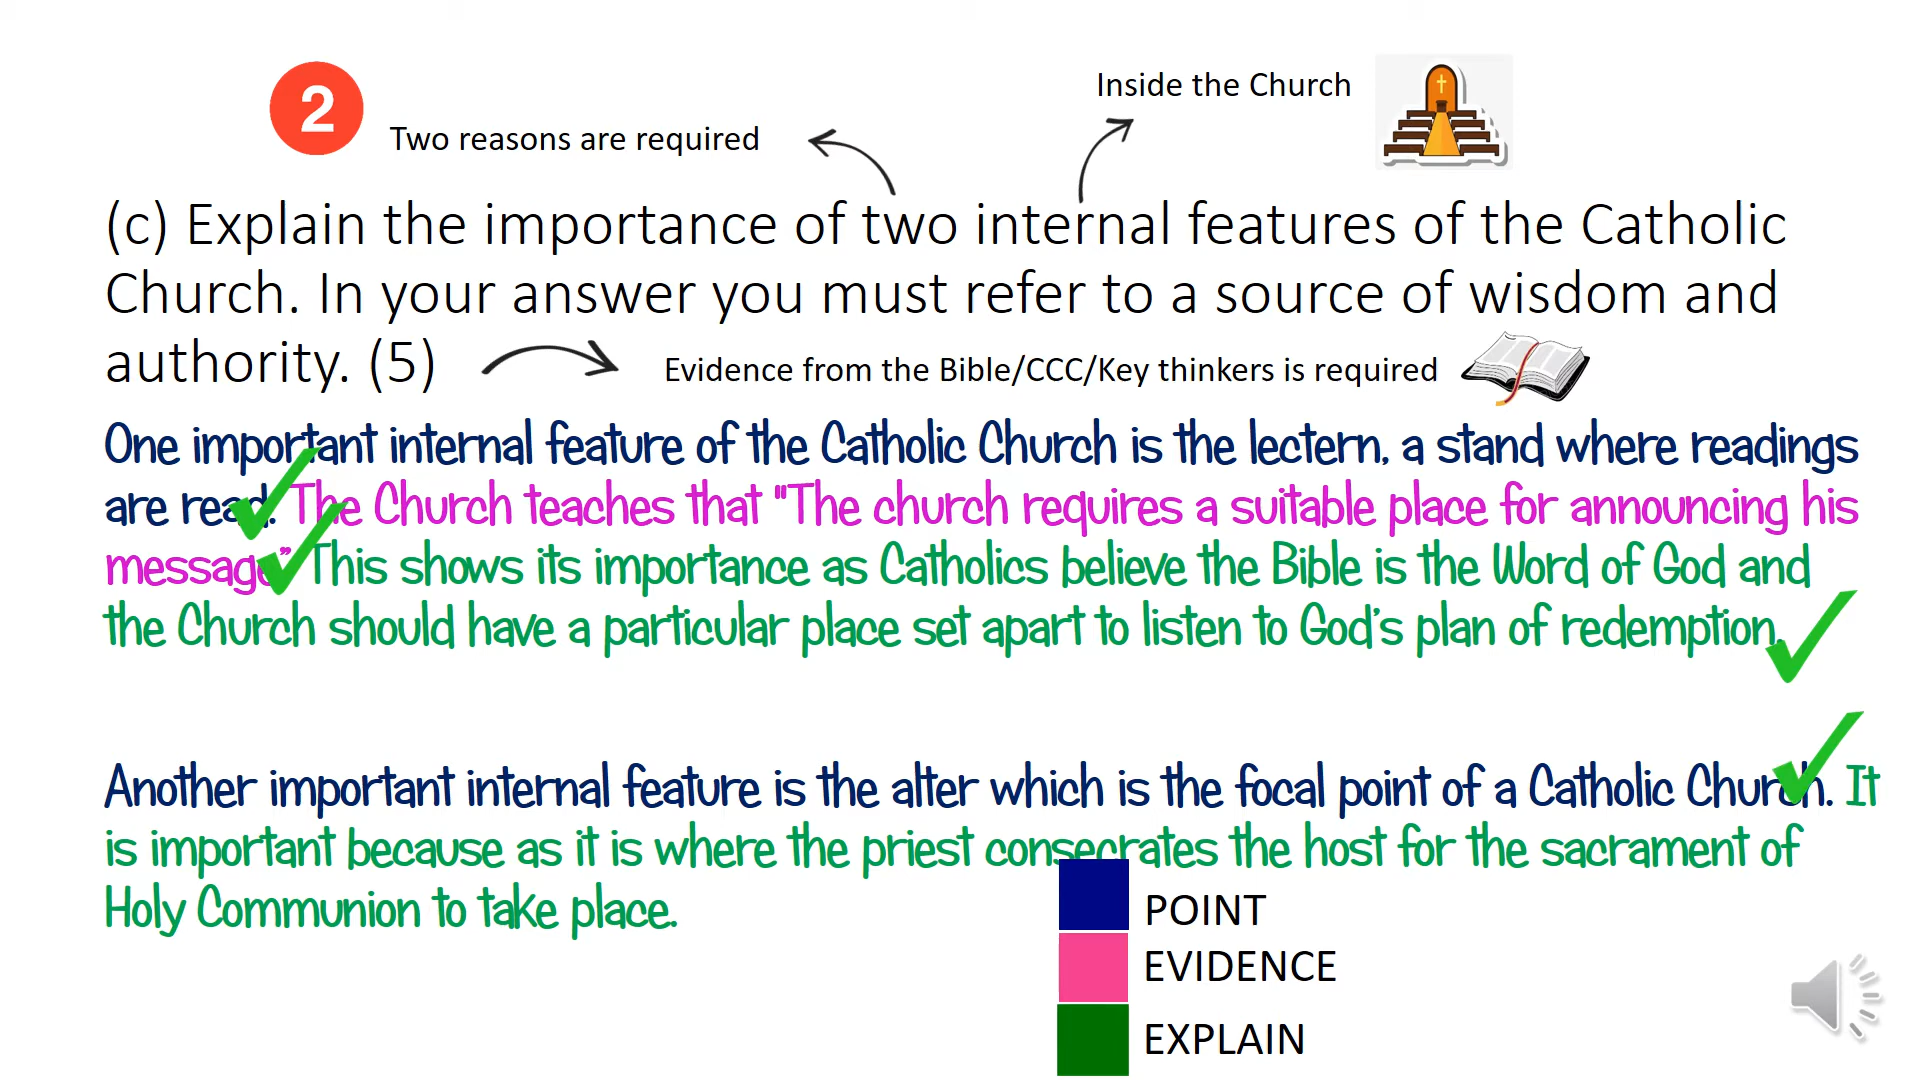 2
Two reasons are required
Inside the Church
(c) Explain the importance of two internal features of the Catholic
Church. In your answer you must refer to a source of wisdom and
authority. (5)
Evidence from the Bible/CCC/Key thinkers is required
One important internal feature of the Catholic Church is the lectern, a stand where readings
are read. The Church teaches that "The church requires a suitable place for announcing his
message" This shows its importance as Catholics believe the Bible is the Word of God and
the Church should have a particular place set apart to listen to God's plan of redemption.
Another important internal feature is the alter which is the focal point of a Catholic Church. It
is important because as it is where the priest consecrates the host for the sacrament of
Holy Communion to take place.
POINT
EVIDENCE
EXPLAIN